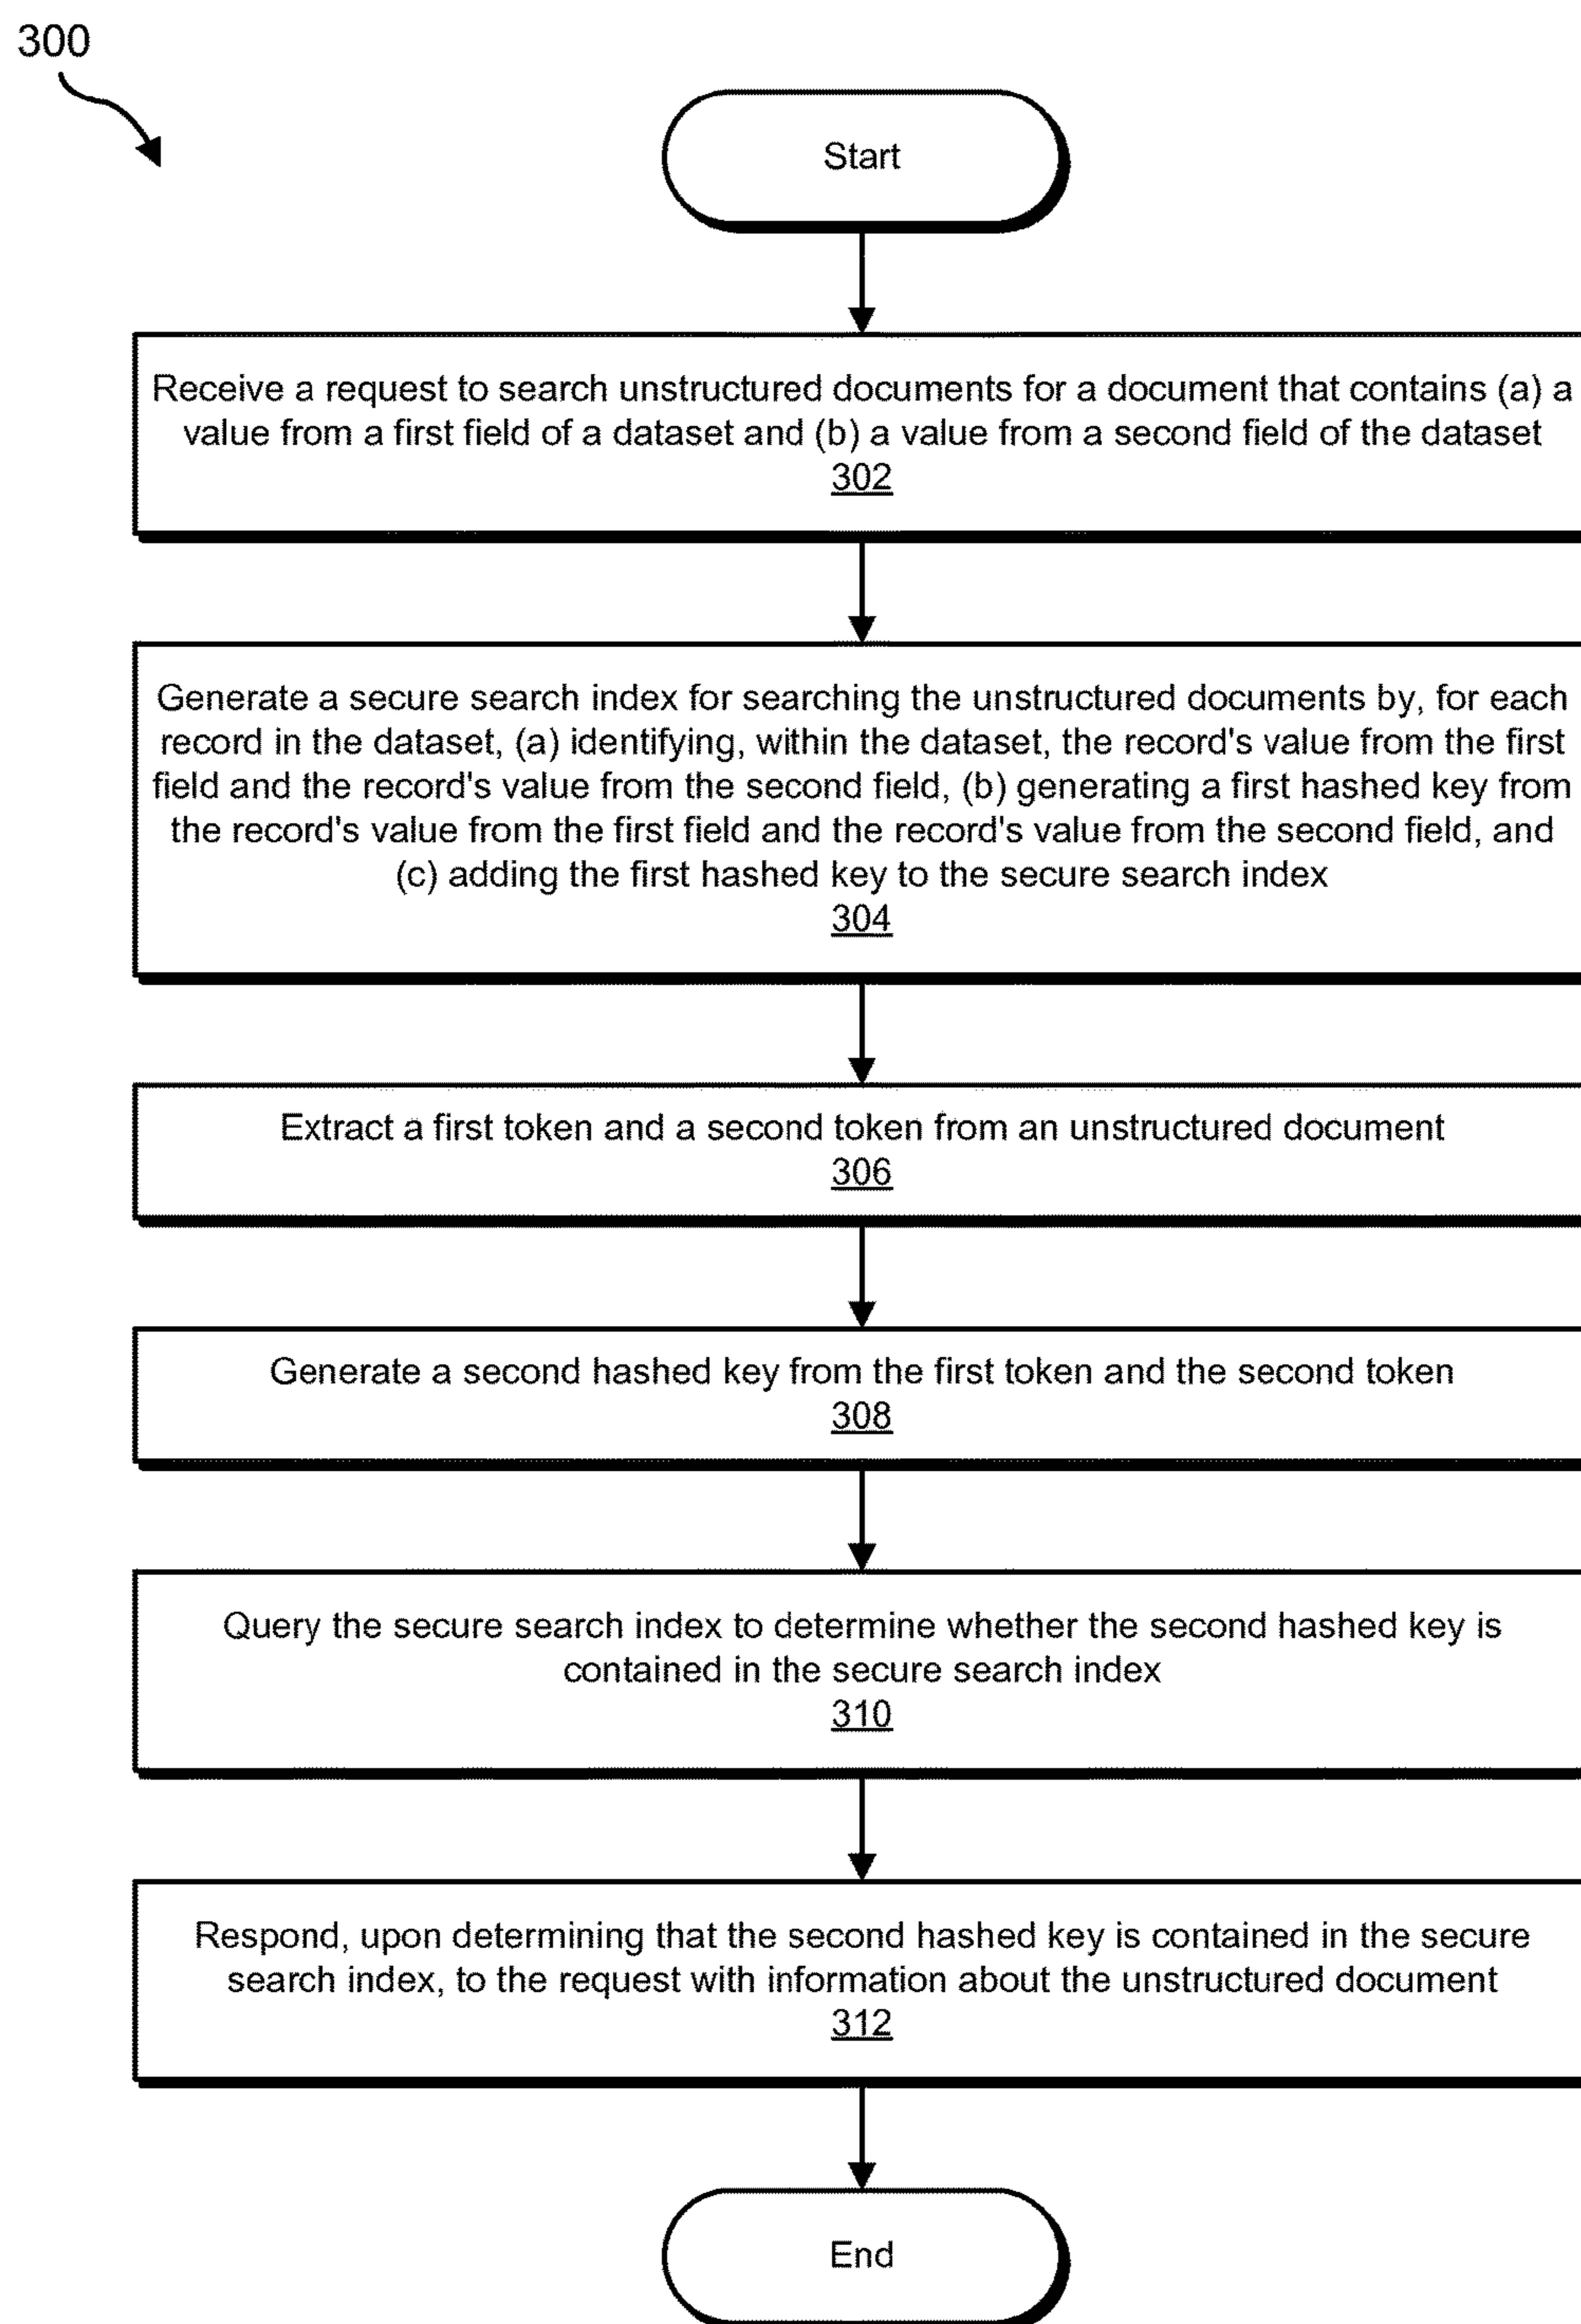 300
Start
Receive a request to search unstructured documents for a document that contains (a) a
value from a first field of a dataset and (b) a value from a second field of the dataset
302
Generate a secure search index for searching the unstructured documents by, for each
record in the dataset, (a) identifying, within the dataset, the record's value from the first
field and the record's value from the second field, (b) generating a first hashed key from
the record's value from the first field and the record's value from the second field, and
(c) adding the first hashed key to the secure search index
304
Extract a first token and a second token from an unstructured document
306
Generate a second hashed key from the first token and the second token
308
Query the secure search index to determine whether the second hashed key is
contained in the secure search index
310
Respond, upon determining that the second hashed key is contained in the secure
search index, to the request with information about the unstructured document
312
End